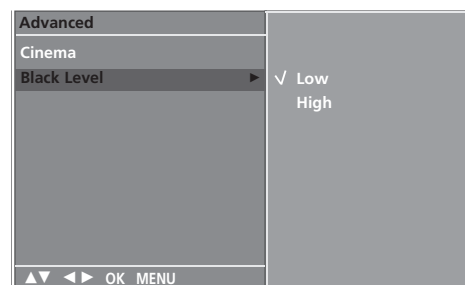 Advanced
Cinema
Black Level ►
√ Low
High
▲▼ ◄► OK MENU